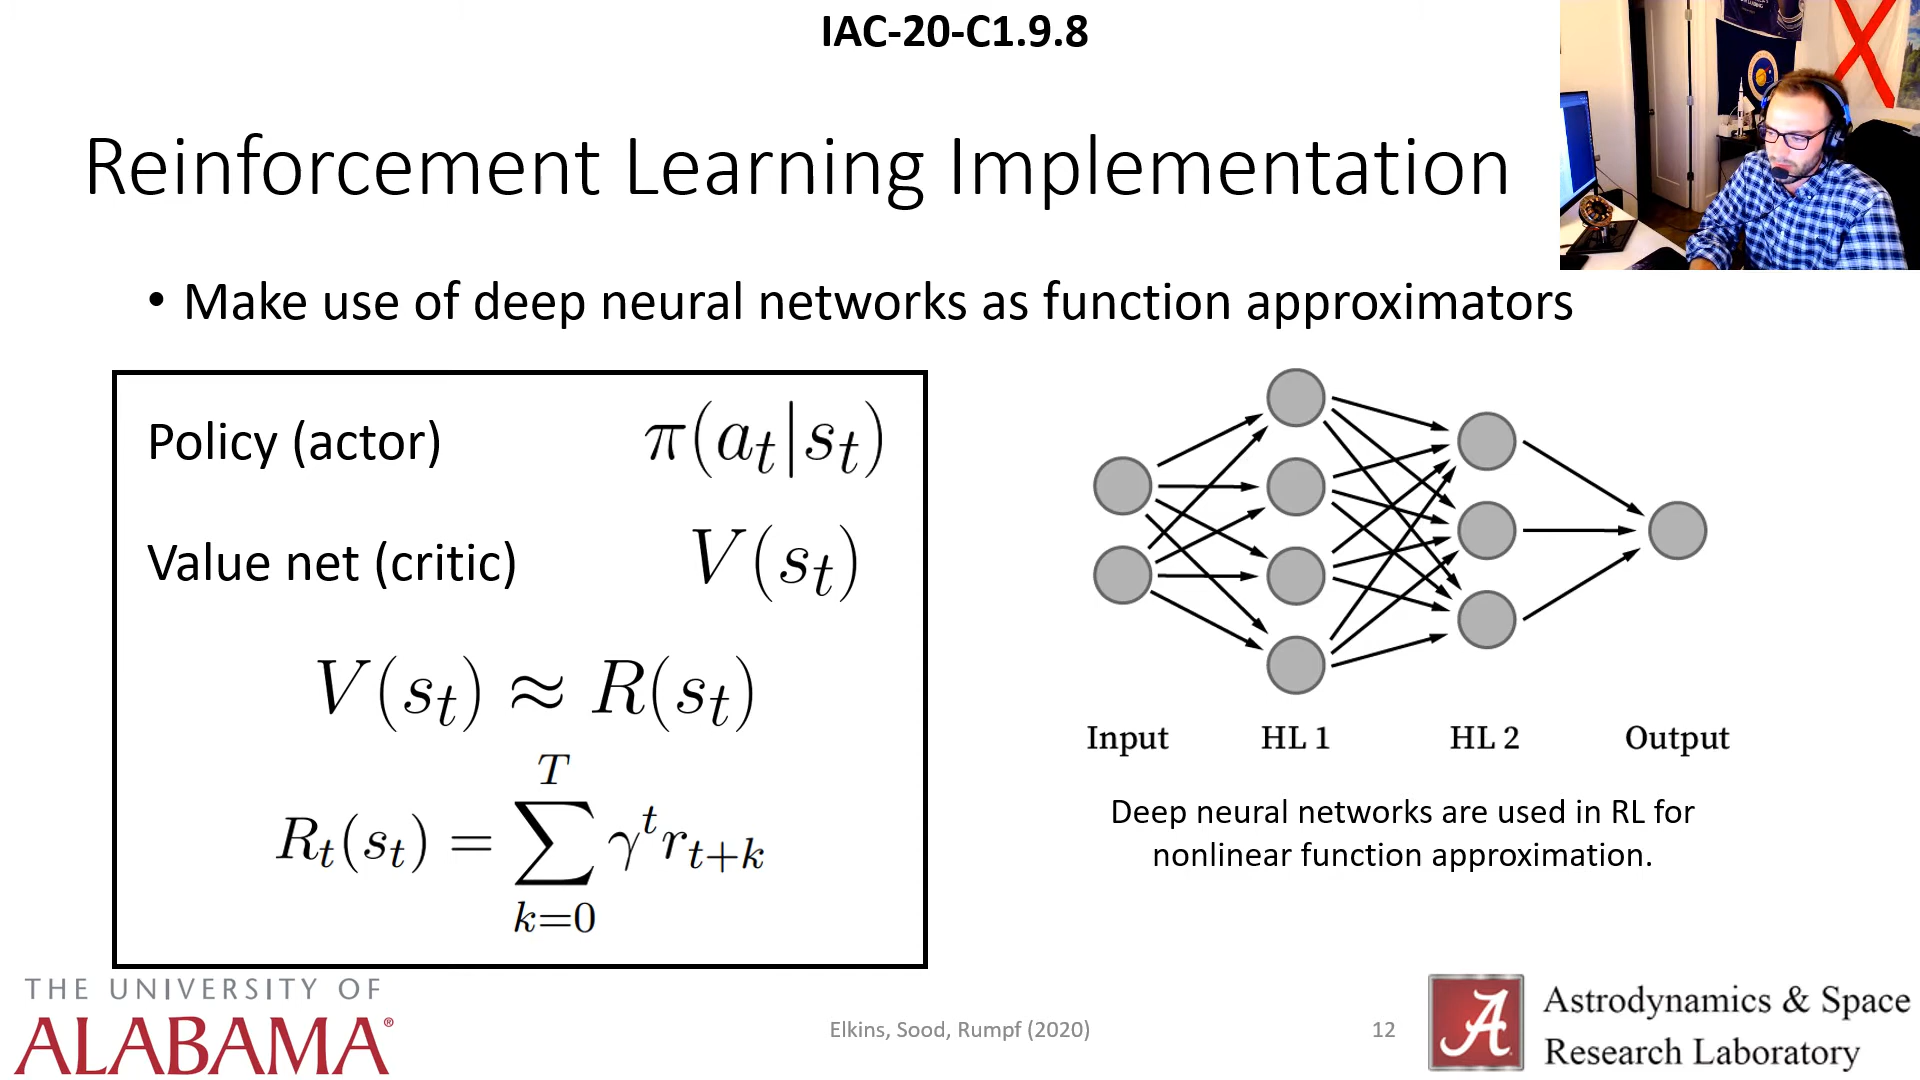 IAC-20-C1.9.8
Reinforcement Learning Implementation
• Make use of deep neural networks as function approximators
Policy (actor) π(a_t|s_t)
Value net (critic) V(s_t)
V(s_t) ≈ R(s_t)
R_t(s_t) = \sum_{k=0}^{T} γ^t r_{t+k}
Input HL 1 HL 2 Output
Deep neural networks are used in RL for
nonlinear function approximation.
THE UNIVERSITY OF
ALABAMA®
Elkins, Sood, Rumpf (2020)
12
A
Astrodynamics & Space
Research Laboratory